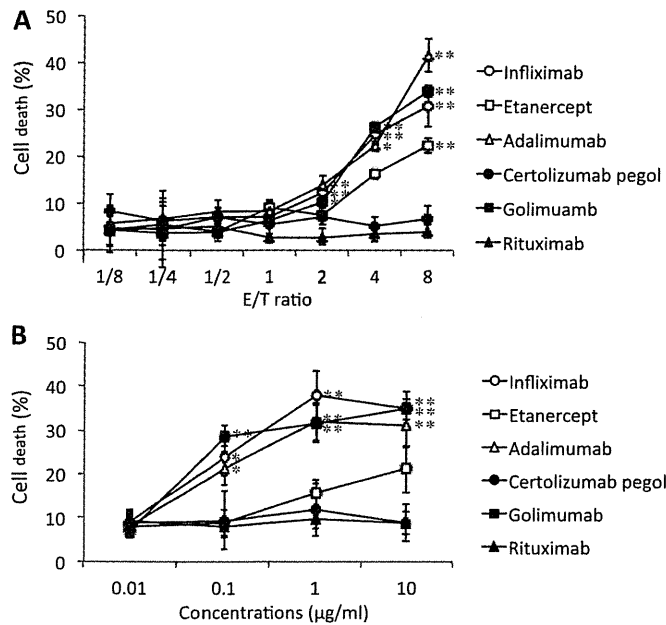 A
50
40
30
20
10
0
Cell death (%)
1/8 1/4 1/2 1 2 4 8
E/T ratio
**
**
**
**
**
**
*
**
**
*
Infliximab
Etanercept
Adalimumab
Certolizumab pegol
Golimuamb
Rituximab
B
50
40
30
20
10
0
Cell death (%)
0.01 0.1 1 10
Concentrations (μg/ml)
**
*
*
**
**
**
**
**
**
Infliximab
Etanercept
Adalimumab
Certolizumab pegol
Golimumab
Rituximab